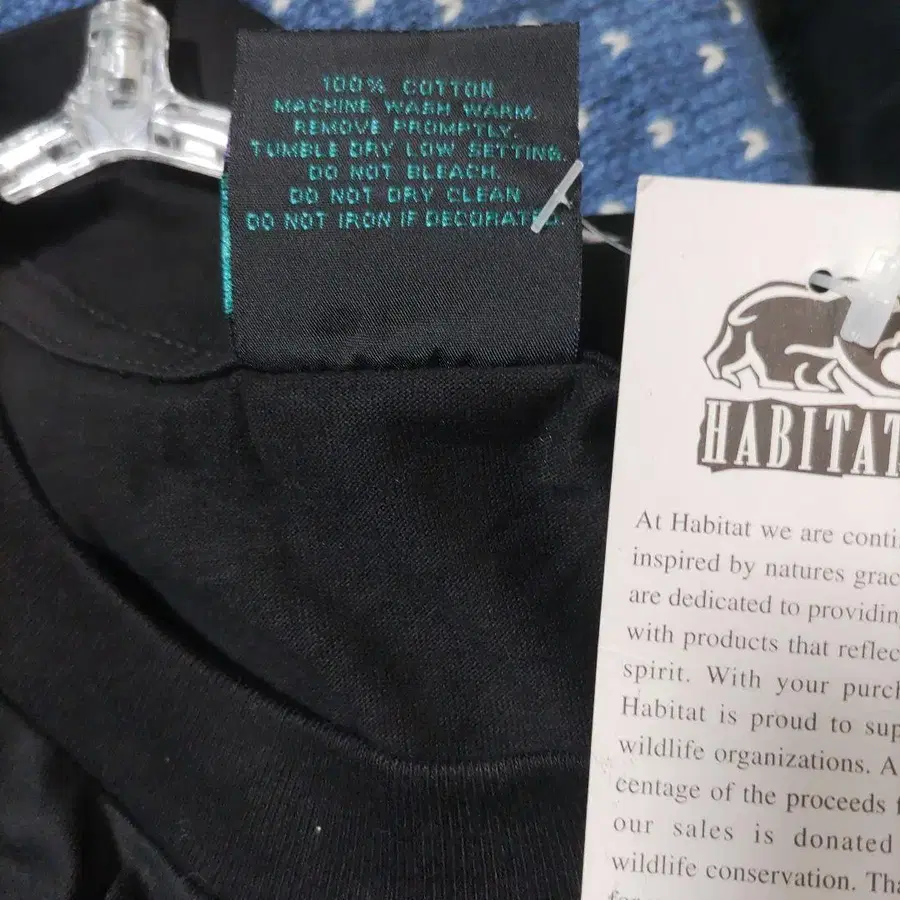 100% COTTON
MACHINE WASH WARM.
REMOVE PROMPTLY.
TUMBLE DRY LOW SETTING.
DO NOT BLEACH.
DO NOT DRY CLEAN
DO NOT IRON IF DECORATED.
HABITAT
At Habitat we are conti
inspired by natures grac
are dedicated to providin
with products that reflec
spirit. With your purch
Habitat is proud to sup
wildlife organizations. A
centage of the proceeds f
our sales is donated
wildlife conservation. Tha